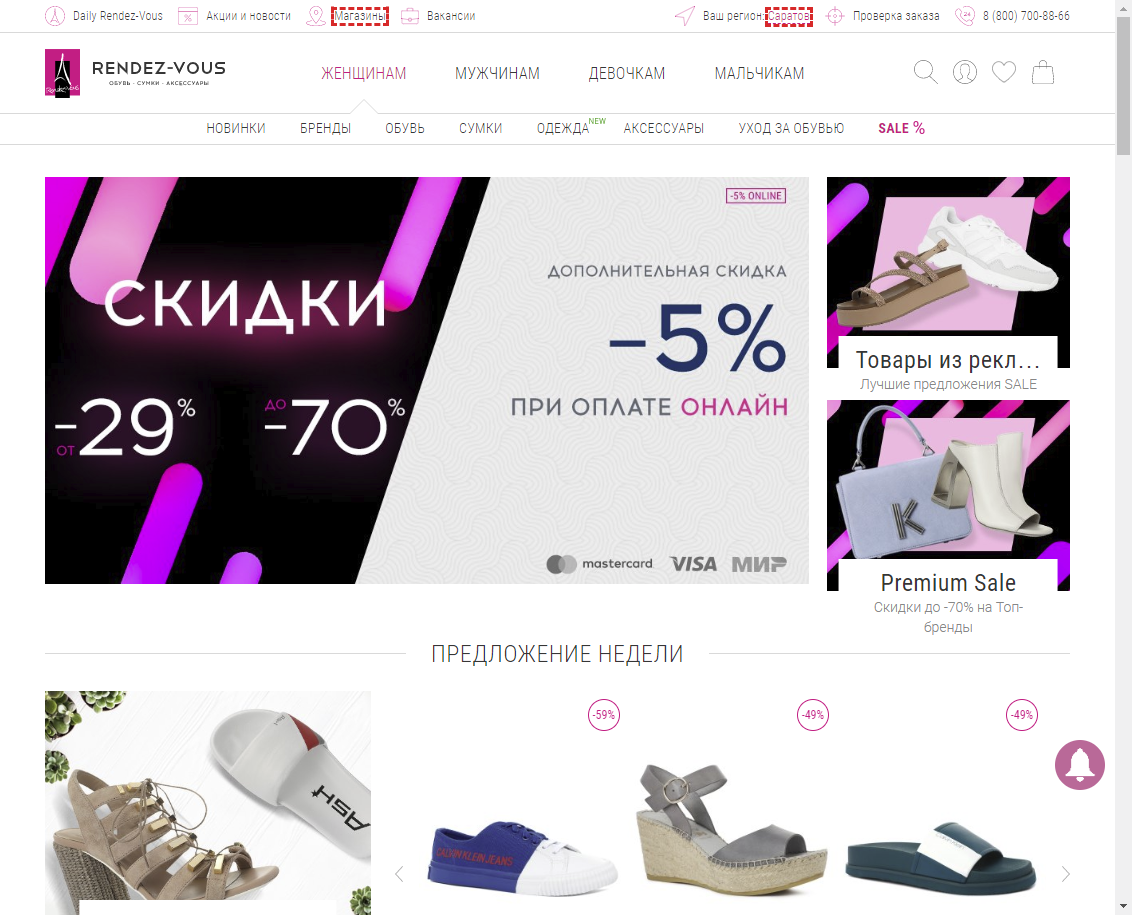 Daily Rendez-Vous
Акции и новости
Магазины
Вакансии
Ваш регион:
Саратов
Проверка заказа
24
8 (800) 700-88-66
Rendez-Vous
RENDEZ-VOUS
ОБУВЬ · СУМКИ · АКСЕССУАРЫ
ЖЕНЩИНАМ
МУЖЧИНАМ
ДЕВОЧКАМ
МАЛЬЧИКАМ
НОВИНКИ
БРЕНДЫ
ОБУВЬ
СУМКИ
ОДЕЖДА
NEW
АКСЕССУАРЫ
УХОД ЗА ОБУВЬЮ
SALE %
СКИДКИ
ОТ -29%
ДО -70%
-5% ONLINE
ДОПОЛНИТЕЛЬНАЯ СКИДКА
-5%
ПРИ ОПЛАТЕ ОНЛАЙН
mastercard
VISA
МИР
Товары из рекл...
Лучшие предложения SALE
K
Premium Sale
Скидки до -70% на Топ-
бренды
ПРЕДЛОЖЕНИЕ НЕДЕЛИ
ASH
-59%
-49%
-49%
CALVIN KLEIN JEANS